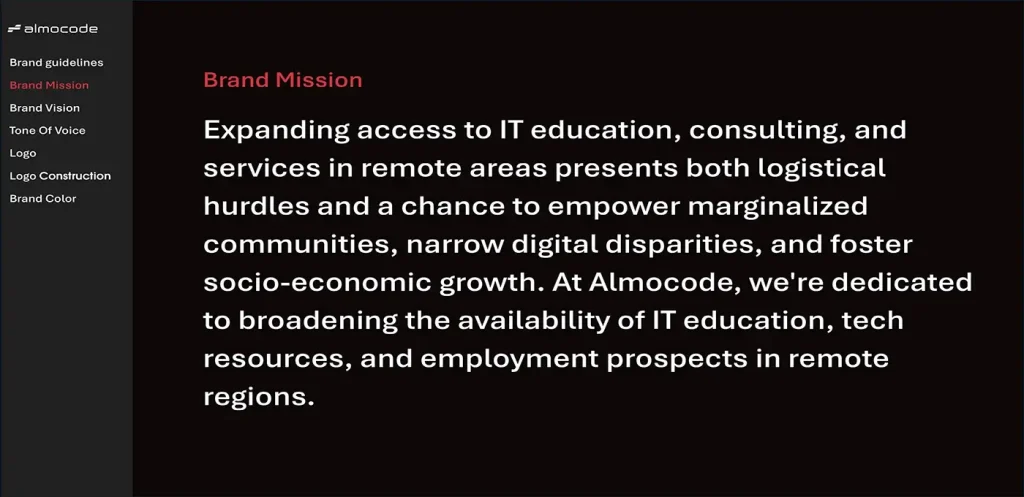 almocode
Brand guidelines
Brand Mission
Brand Vision
Tone Of Voice
Logo
Logo Construction
Brand Color
Brand Mission
Expanding access to IT education, consulting, and
services in remote areas presents both logistical
hurdles and a chance to empower marginalized
communities, narrow digital disparities, and foster
socio-economic growth. At Almocode, we're dedicated
to broadening the availability of IT education, tech
resources, and employment prospects in remote
regions.